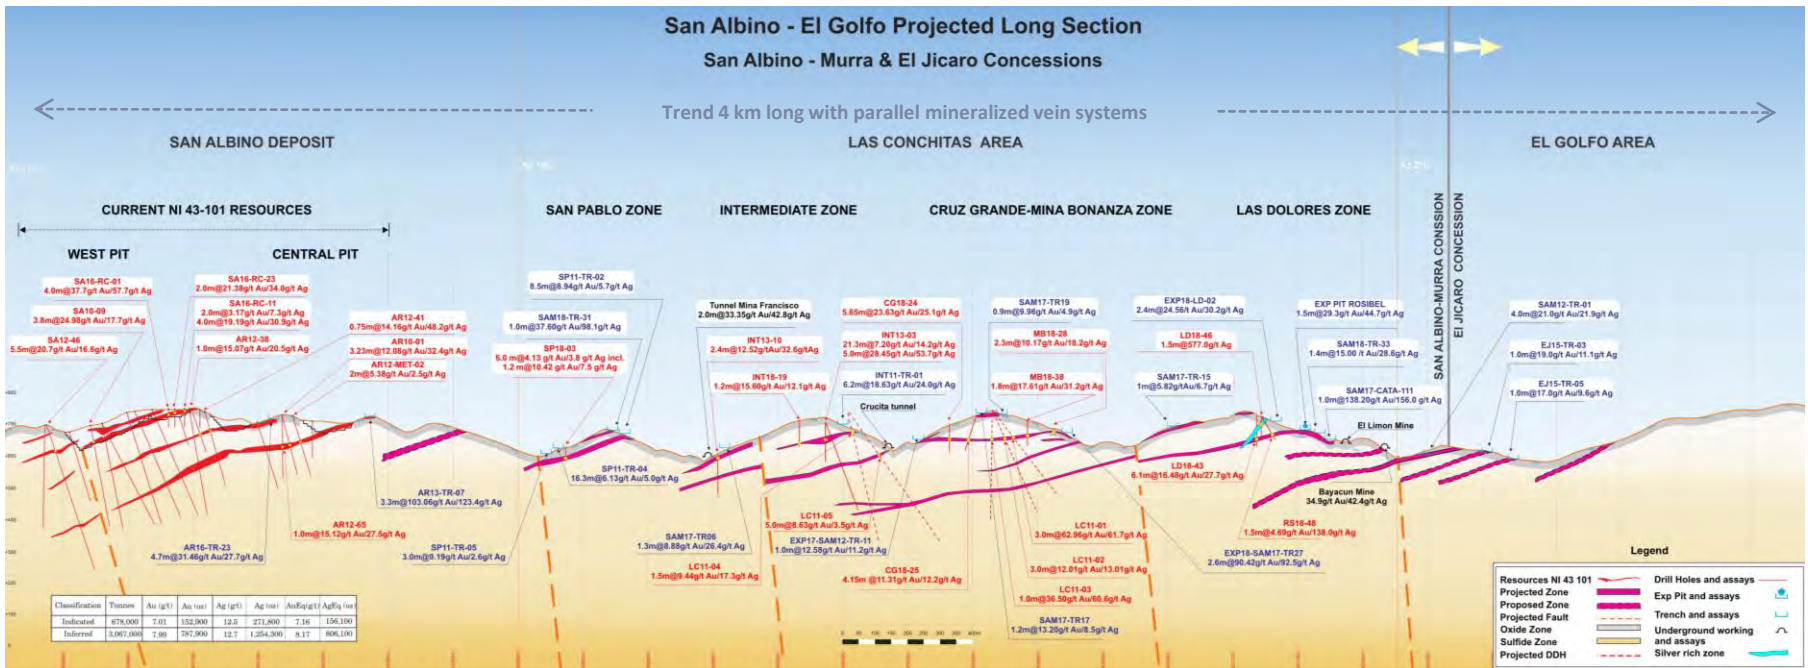 San Albino - El Golfo Projected Long Section
San Albino - Murra & El Jicaro Concessions
Trend 4 km long with parallel mineralized vein systems
SAN ALBINO DEPOSIT
LAS CONCHITAS AREA
EL GOLFO AREA
SAN ALBINO-MURRA CONSSION
El JICARO CONCESSION
CURRENT NI 43-101 RESOURCES
SAN PABLO ZONE
INTERMEDIATE ZONE
CRUZ GRANDE-MINA BONANZA ZONE
LAS DOLORES ZONE
WEST PIT
CENTRAL PIT
SA16-RC-01
4.0m@37.7g/t Au/57.7g/t Ag
SA10-09
3.8m@24.98g/t Au/17.7g/t Ag
SA12-46
5.5m@20.7g/t Au/16.6g/t Ag
SA16-RC-23
2.0m@21.38g/t Au/34.0g/t Ag
SA16-RC-11
2.0m@3.17g/t Au/7.3g/t Ag
4.0m@19.19g/t Au/30.9g/t Ag
AR12-38
1.0m@15.07g/t Au/20.5g/t Ag
AR12-41
0.75m@14.16g/t Au/48.2g/t Ag
AR10-01
3.23m@12.08g/t Au/32.4g/t Ag
AR12-MET-02
2m@5.38g/t Au/2.5g/t Ag
SP11-TR-02
8.5m@8.94g/t Au/5.7g/t Ag
SAM18-TR-31
1.0m@37.60g/t Au/98.1g/t Ag
SP18-03
5.0 m@4.13 g/t Au/3.8 g/t Ag incl.
1.2 m@10.42 g/t Au/7.5 g/t Ag
Tunnel Mina Francisco
2.0m@33.35g/t Au/42.8g/t Ag
INT13-10
2.4m@12.52g/tAu/32.6g/tAg
INT18-19
1.2m@15.60g/t Au/12.1g/t Ag
CG18-24
5.65m@23.63g/t Au/25.1g/t Ag
INT13-03
21.3m@7.20g/t Au/14.2g/t Ag
5.0m@28.45g/t Au/53.7g/t Ag
INT11-TR-01
6.2m@18.63g/t Au/24.0g/t Ag
Crucita tunnel
SAM17-TR19
0.9m@9.96g/t Au/4.9g/t Ag
MB18-28
2.3m@10.17g/t Au/18.2g/t Ag
MB18-38
1.8m@17.61g/t Au/31.2g/t Ag
EXP18-LD-02
2.4m@24.56g/t Au/30.2g/t Ag
LD18-46
1.5m@577.0g/t Ag
SAM17-TR-15
1m@5.82g/tAu/6.7g/t Ag
EXP PIT ROSIBEL
1.5m@29.3g/t Au/44.7g/t Ag
SAM18-TR-33
1.4m@15.00 /t Au/28.6g/t Ag
SAM17-CATA-111
1.0m@138.20g/t Au/156.0 g/t Ag
El Limon Mine
SAM12-TR-01
4.0m@21.0g/t Au/21.9g/t Ag
EJ15-TR-03
1.0m@19.0g/t Au/11.1g/t Ag
EJ15-TR-05
1.0m@17.0g/t Au/9.6g/t Ag
AR13-TR-07
3.3m@103.06g/t Au/123.4g/t Ag
AR12-65
1.0m@15.12g/t Au/27.5g/t Ag
AR16-TR-23
4.7m@31.46g/t Au/27.7g/t Ag
SP11-TR-04
16.3m@6.13g/t Au/5.0g/t Ag
SP11-TR-05
3.0m@9.19g/t Au/2.6g/t Ag
SAM17-TR06
1.3m@8.88g/t Au/26.4g/t Ag
LC11-04
1.5m@9.44g/t Au/17.3g/t Ag
LC11-05
5.0m@8.63g/t Au/3.5g/t Ag
EXP17-SAM12-TR-11
1.0m@12.58g/t Au/11.2g/t Ag
CG18-25
4.15m @11.31g/t Au/12.2g/t Ag
LC11-01
3.0m@62.96g/t Au/61.7g/t Ag
LC11-02
3.0m@12.01g/t Au/13.01g/t Ag
LC11-03
1.0m@36.50g/t Au/60.6g/t Ag
SAM17-TR17
1.2m@13.20g/t Au/8.5g/t Ag
LD18-43
6.1m@16.48g/t Au/27.7g/t Ag
Bayacun Mine
34.9g/t Au/42.4g/t Ag
RS18-48
1.5m@4.69g/t Au/138.0g/t Ag
EXP18-SAM17-TR27
2.6m@90.42g/t Au/92.5g/t Ag
Classification Tonnes Au (g/t) Au (oz) Ag (g/t) Ag (oz) AuEq(g/t) AgEq (oz)
Indicated 678,000 7.01 152,900 12.5 271,800 7.16 156,100
Inferred 3,067,000 7.99 787,900 12.7 1,254,300 8.17 806,100
0 50 100 150 200 250 300 350 400m
Legend
Resources NI 43 101
Projected Zone
Proposed Zone
Projected Fault
Oxide Zone
Sulfide Zone
Projected DDH
Drill Holes and assays
Exp Pit and assays
Trench and assays
Underground working
and assays
Silver rich zone